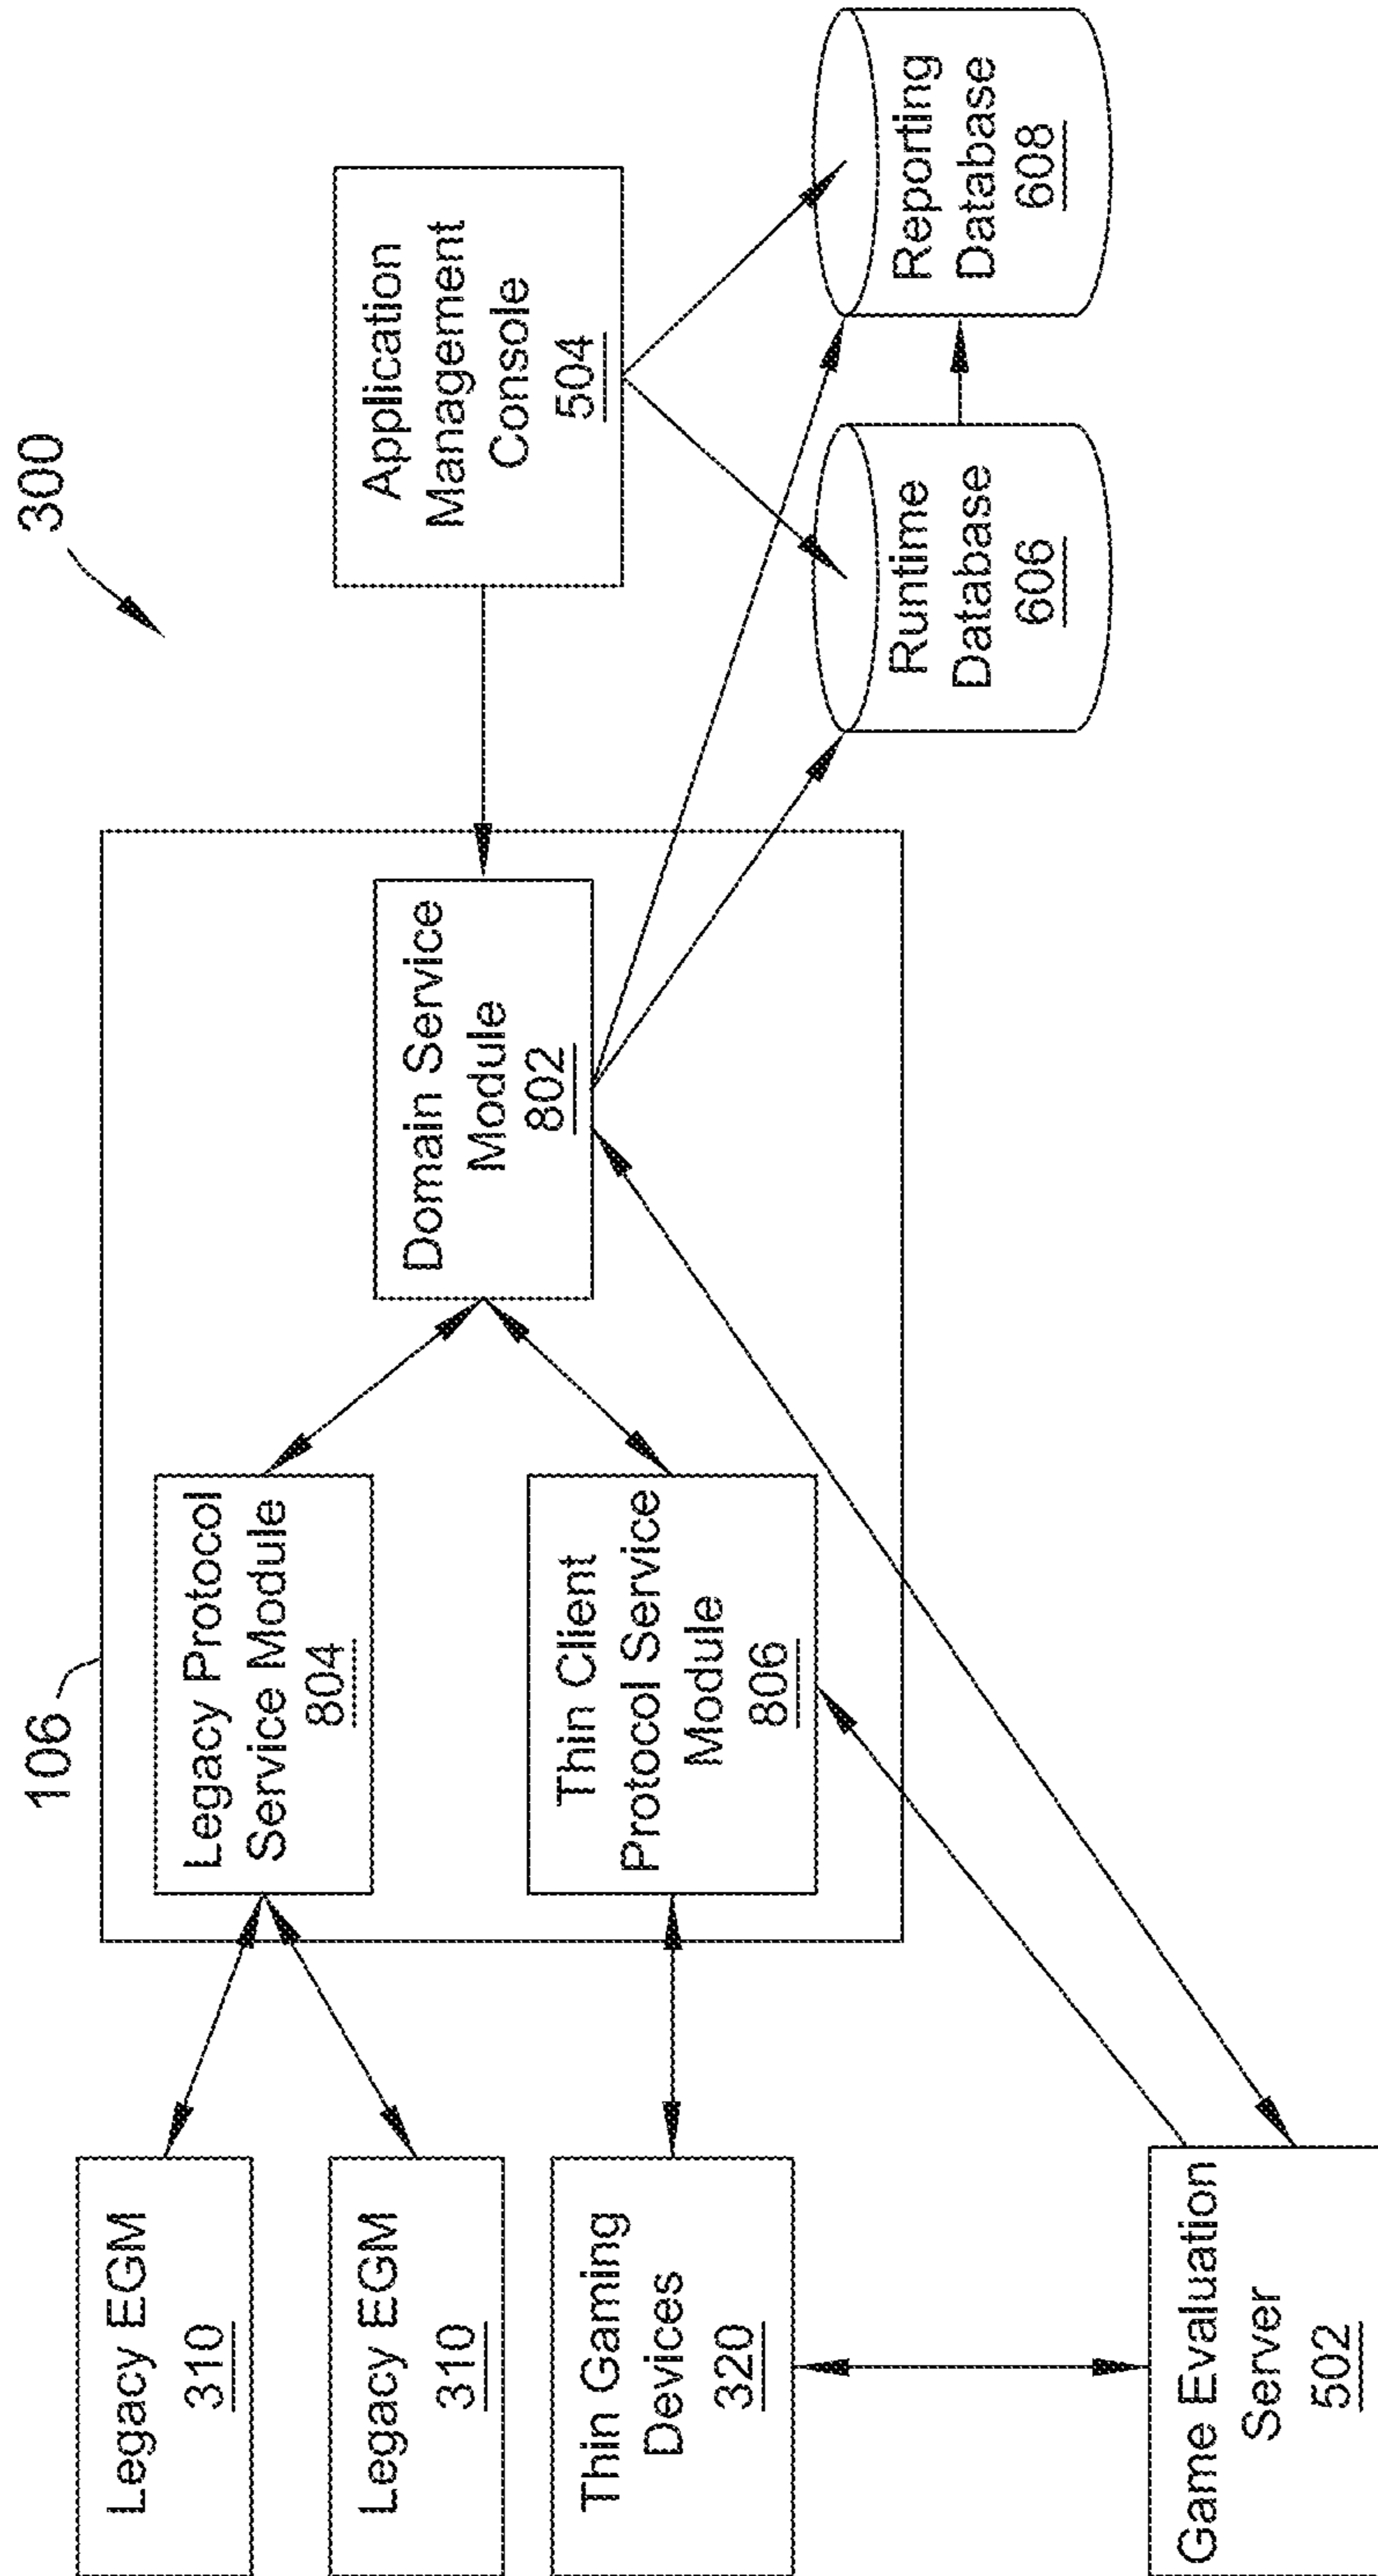 300
106
Legacy EGM
310
Legacy EGM
310
Thin Gaming
Devices
320
Game Evaluation
Server
502
Legacy Protocol
Service Module
804
Thin Client
Protocol Service
Module
806
Domain Service
Module
802
Application
Management
Console
504
Runtime
Database
606
Reporting
Database
608